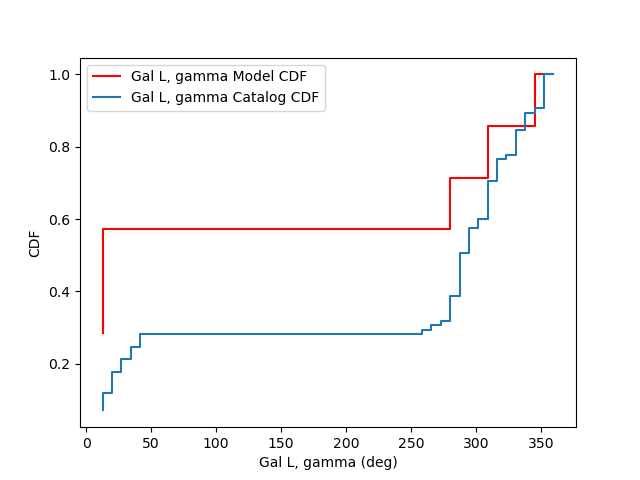 Gal L, gamma Model CDF
Gal L, gamma Catalog CDF
1.0
0.8
0.6
0.4
0.2
CDF
0 50 100 150 200 250 300 350
Gal L, gamma (deg)